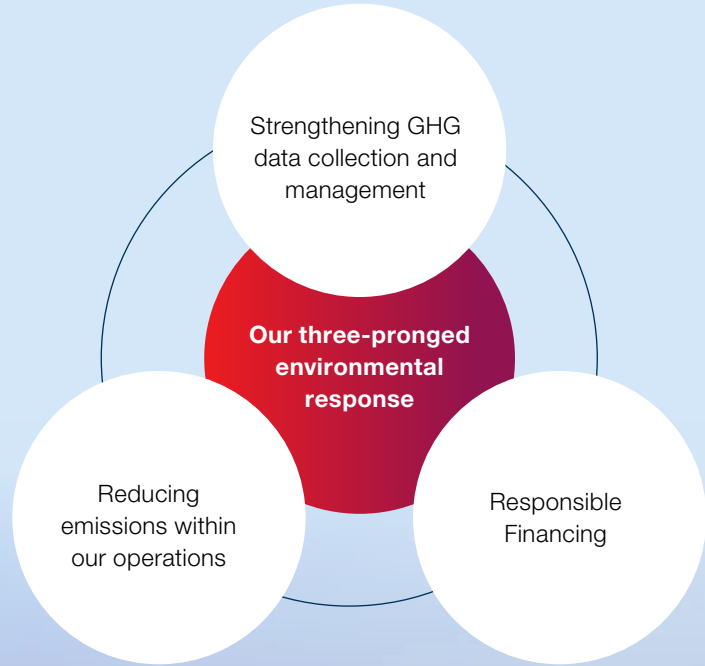 Strengthening GHG
data collection and
management
Our three-pronged
environmental
response
Reducing
emissions within
our operations
Responsible
Financing